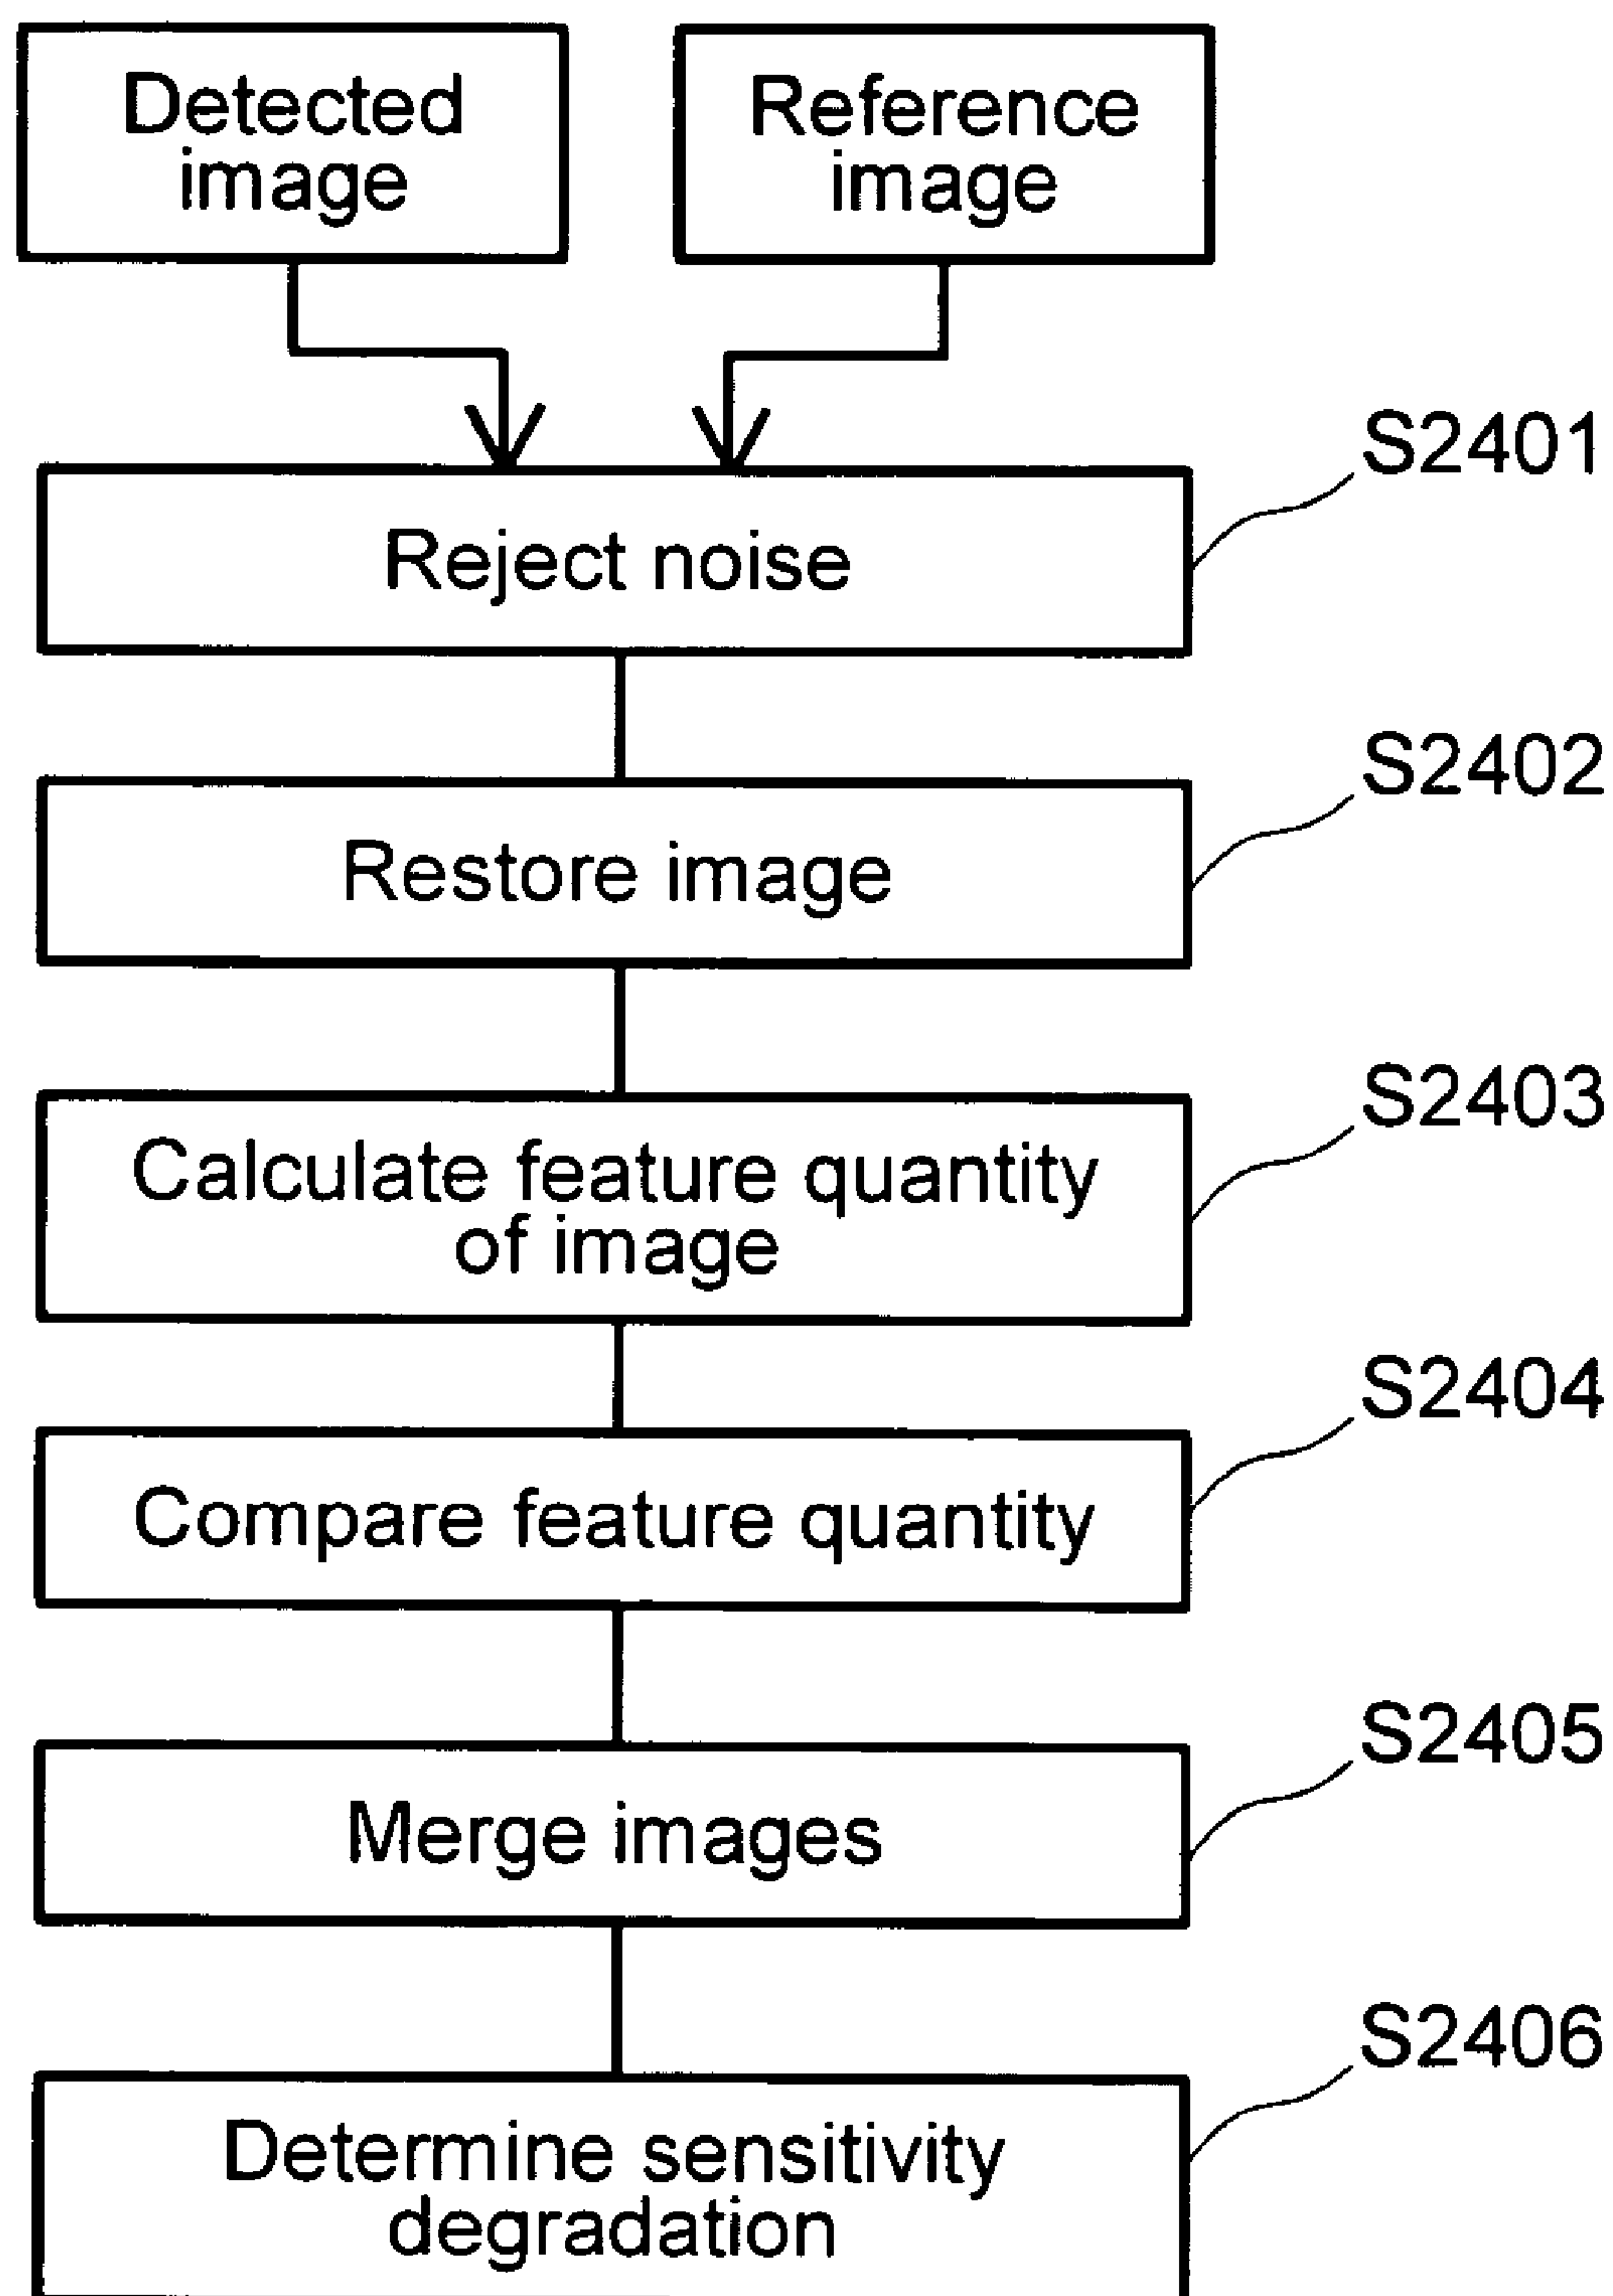 Detected
image
Reference
image
S2401
Reject noise
S2402
Restore image
S2403
Calculate feature quantity
of image
S2404
Compare feature quantity
S2405
Merge images
S2406
Determine sensitivity
degradation